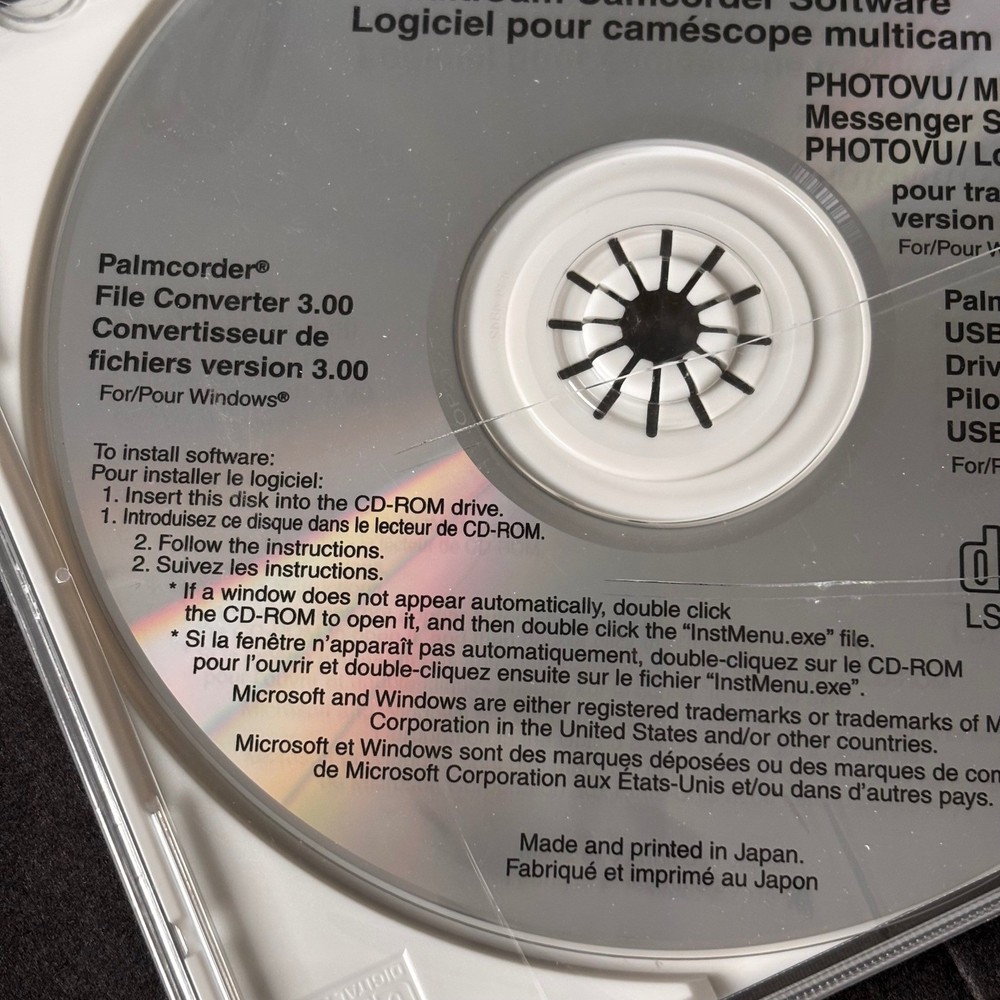 Camcorder Software
Logiciel pour caméscope multicam
PHOTOVU/
Messenger
PHOTOVU/
pour
version
For/Pour
Palmcorder®
File Converter 3.00
Convertisseur de
fichiers version 3.00
For/Pour Windows®
USB
USB
To install software:
Pour installer le logiciel:
1. Insert this disk into the CD-ROM drive.
1. Introduisez ce disque dans le lecteur de CD-ROM.
2. Follow the instructions.
2. Suivez les instructions.
* If a window does not appear automatically, double click
the CD-ROM to open it, and then double click the “InstMenu.exe” file.
* Si la fenêtre n’apparaît pas automatiquement, double-cliquez sur le CD-ROM
pour l’ouvrir et double-cliquez ensuite sur le fichier “InstMenu.exe”.
Microsoft and Windows are either registered trademarks or trademarks of
Corporation in the United States and/or other countries.
Microsoft et Windows sont des marques déposées ou des marques de
de Microsoft Corporation aux États-Unis et/ou dans d’autres pays.
Made and printed in Japan.
Fabriqué et imprimé au Japon